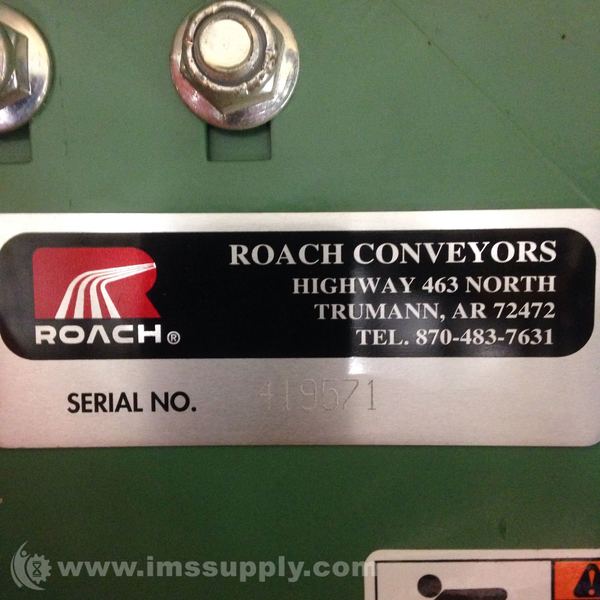 ROACH CONVEYORS
HIGHWAY 463 NORTH
TRUMANN, AR 72472
TEL. 870-483-7631
ROACH®
SERIAL NO. 419571
www.imssupply.com